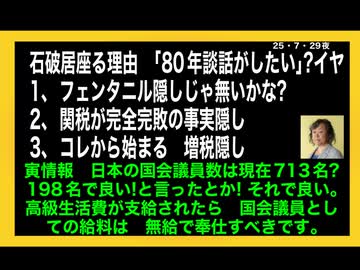 25・7・29夜
石破居座る理由　「80年談話がしたい」?イヤ
1、フェンタニル隠しじゃ無いかな?
2、関税が完全完敗の事実隠し
3、コレから始まる　増税隠し
寅情報　日本の国会議員数は現在713名?
198名で良い!と言ったとか! それで良い。
高級生活費が支給されたら　国会議員とし
ての給料は　無給で奉仕すべきです。